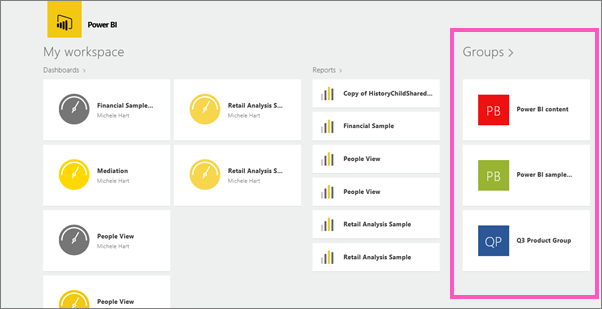 Power BI
My workspace
Dashboards >
Financial Sample...
Michele Hart
Retail Analysis S...
Michele Hart
Mediation
Michele Hart
Retail Analysis S...
Michele Hart
People View
Michele Hart
People View
Reports >
Copy of HistoryChildShared...
Financial Sample
People View
People View
Retail Analysis Sample
Retail Analysis Sample
Groups >
PB
Power BI content
PB
Power BI sample...
QP
Q3 Product Group